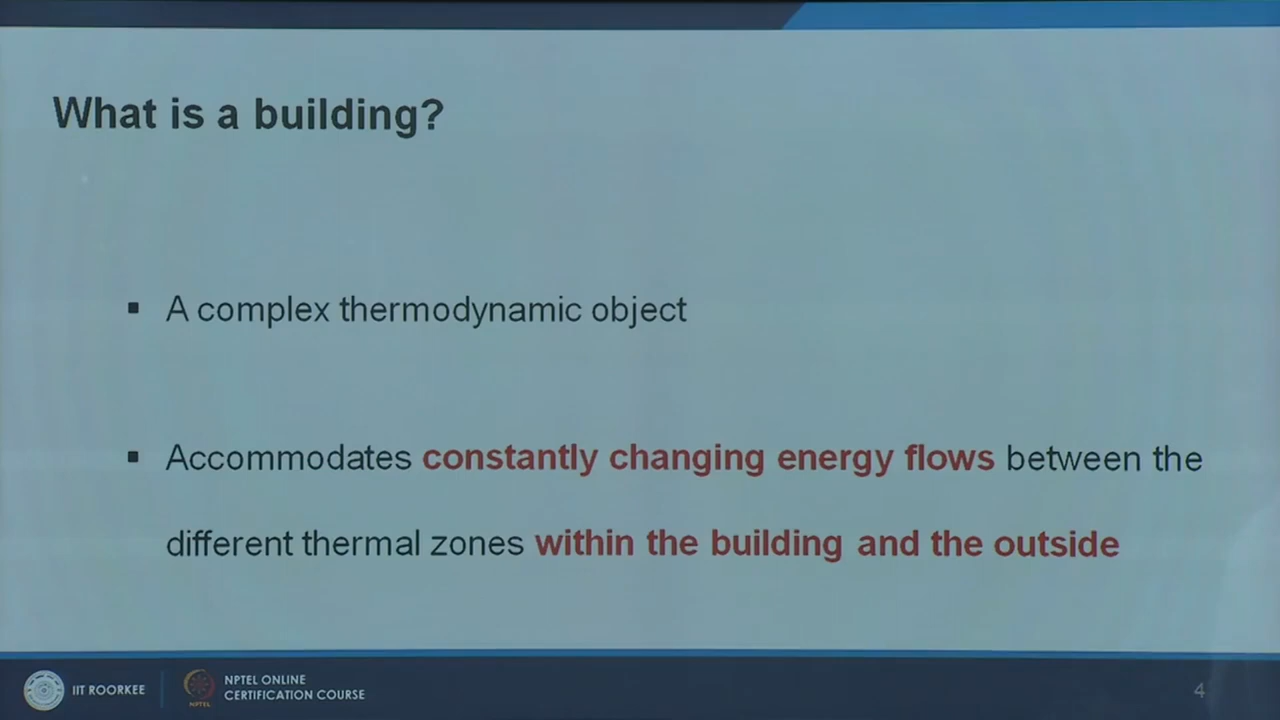 What is a building?
▪ A complex thermodynamic object
▪ Accommodates constantly changing energy flows between the
different thermal zones within the building and the outside
IIT ROORKEE
NPTEL
NPTEL ONLINE
CERTIFICATION COURSE
4